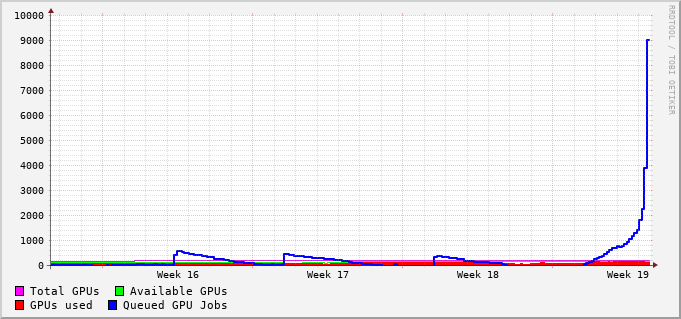 10000
9000
8000
7000
6000
5000
4000
3000
2000
1000
0
Week 16 Week 17 Week 18 Week 19
Total GPUs Available GPUs
GPUs used Queued GPU Jobs
RRDTOOL / TOBI OETIKER